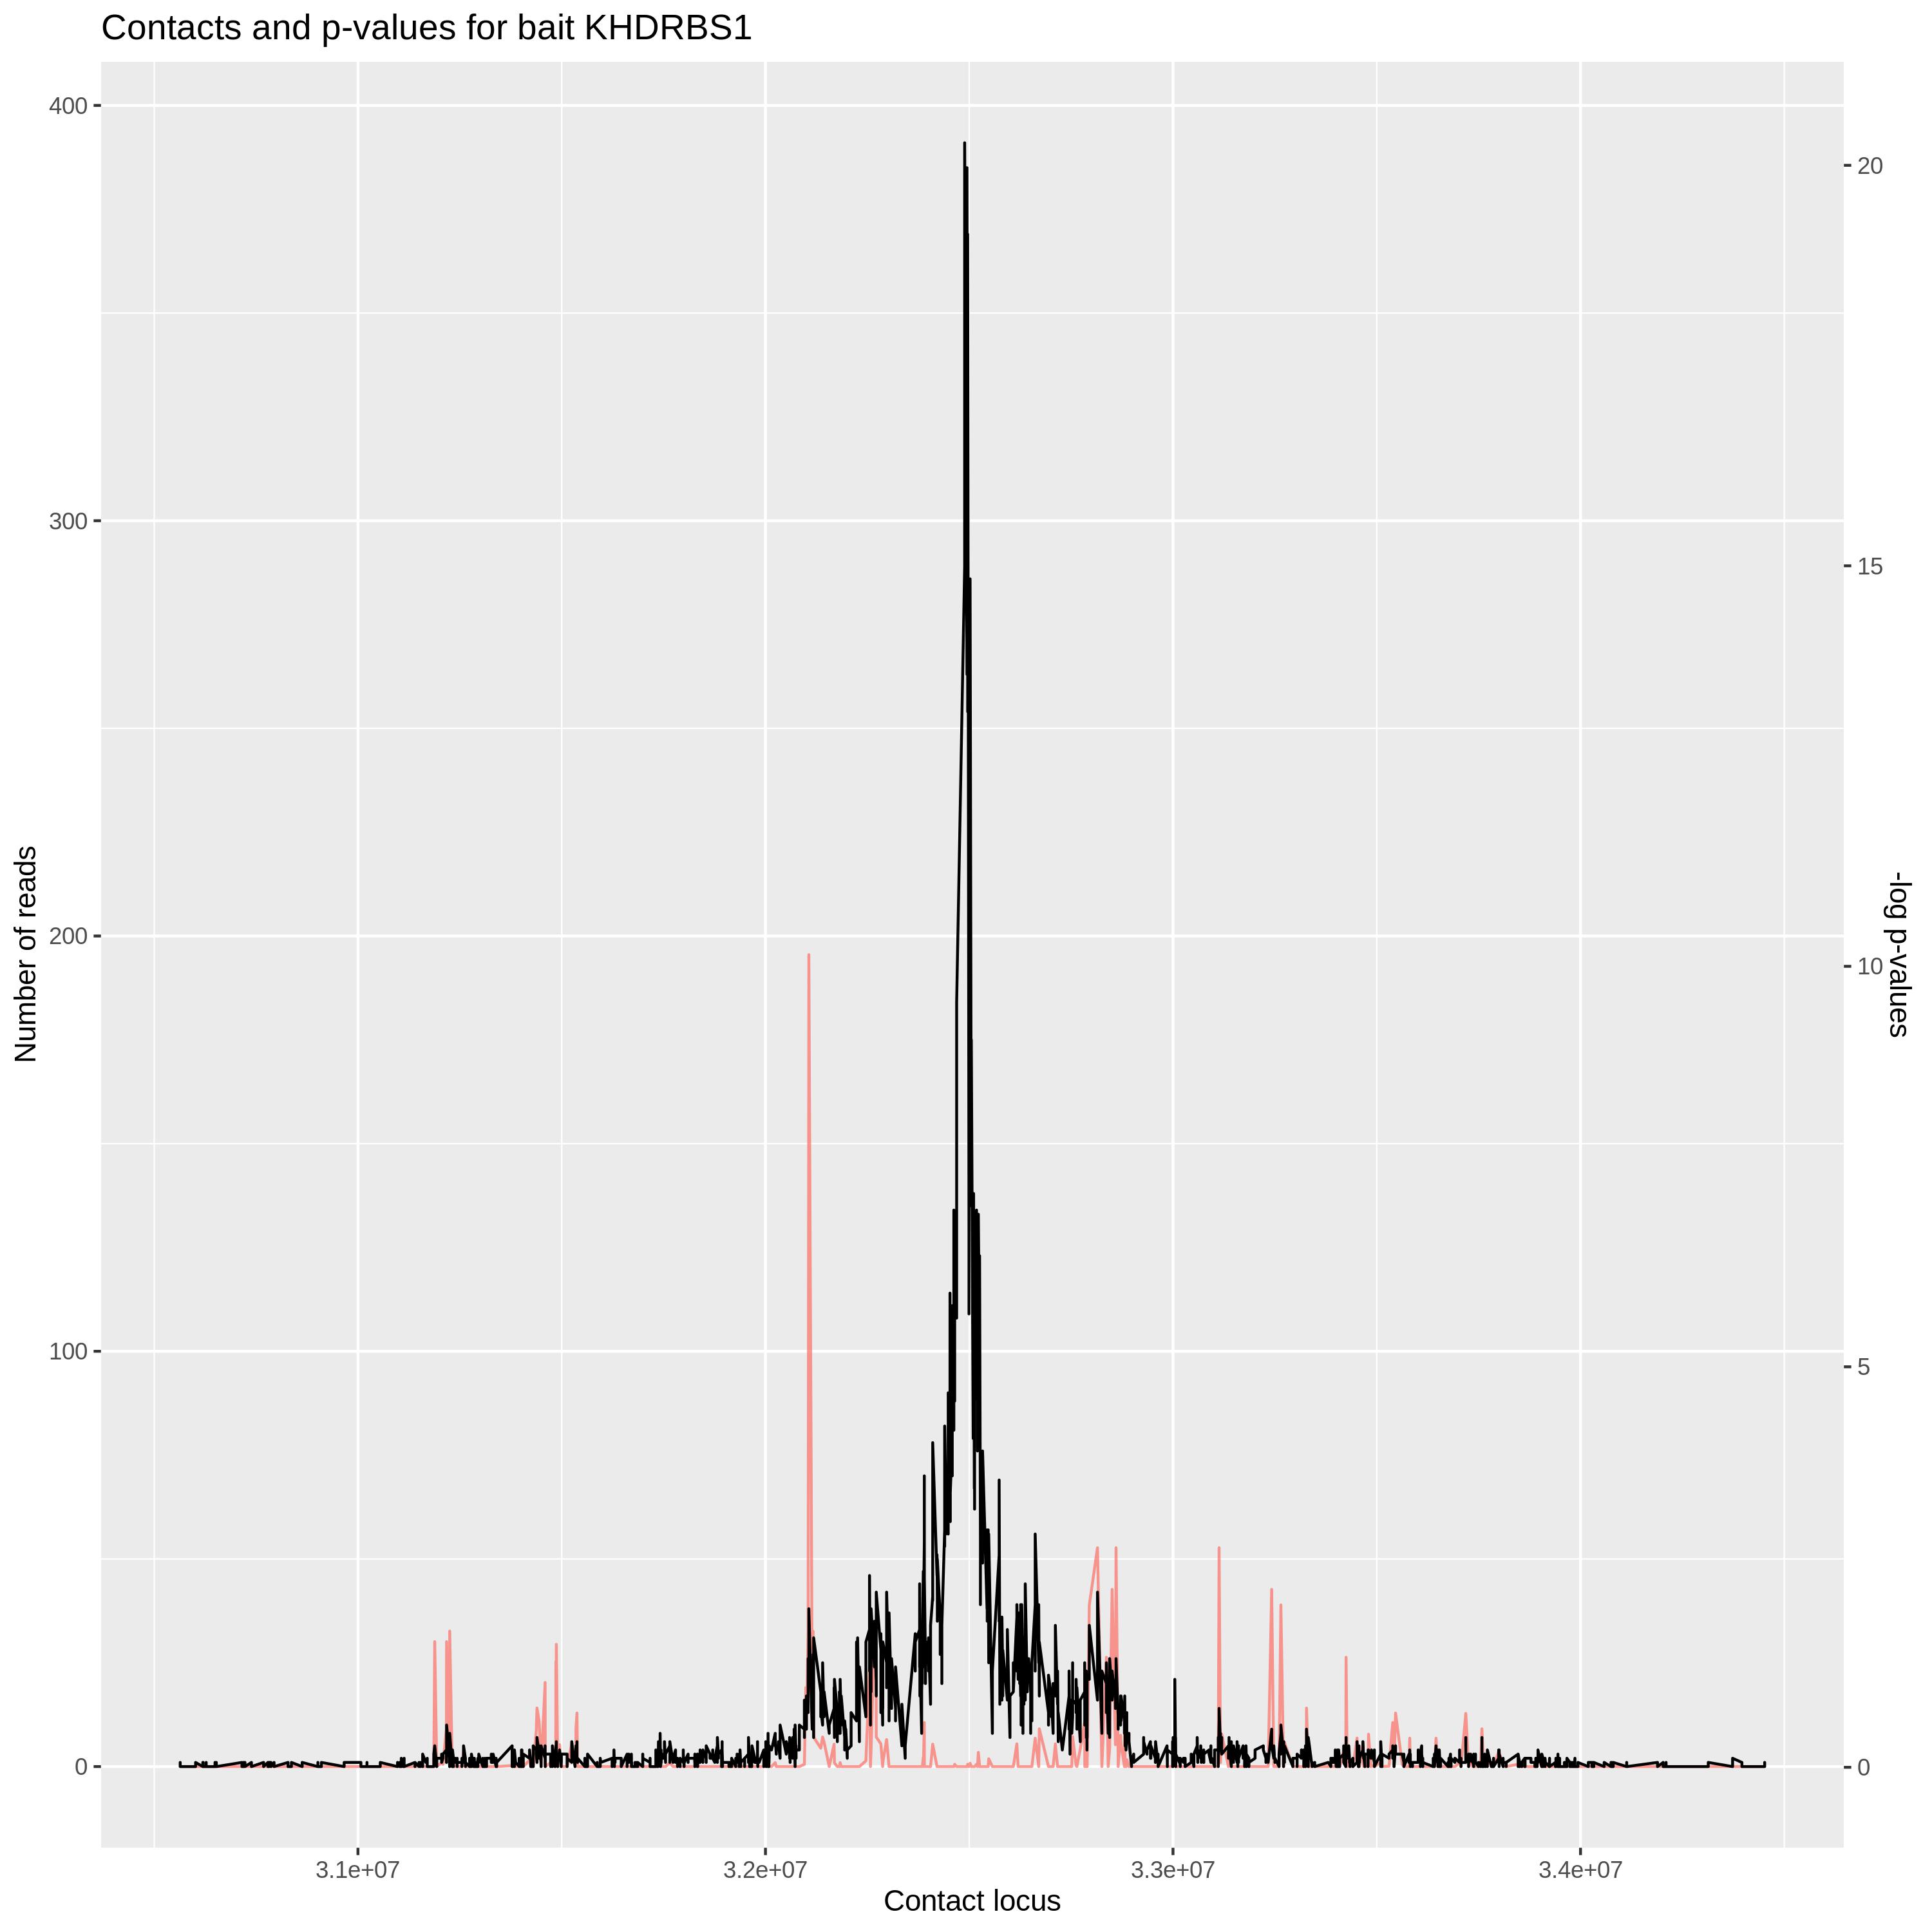 Contacts and p-values for bait KHDRBS1
400
300
200
100
0
Number of reads
20
15
10
5
0
-log p-values
3.1e+07
3.2e+07
3.3e+07
3.4e+07
Contact locus